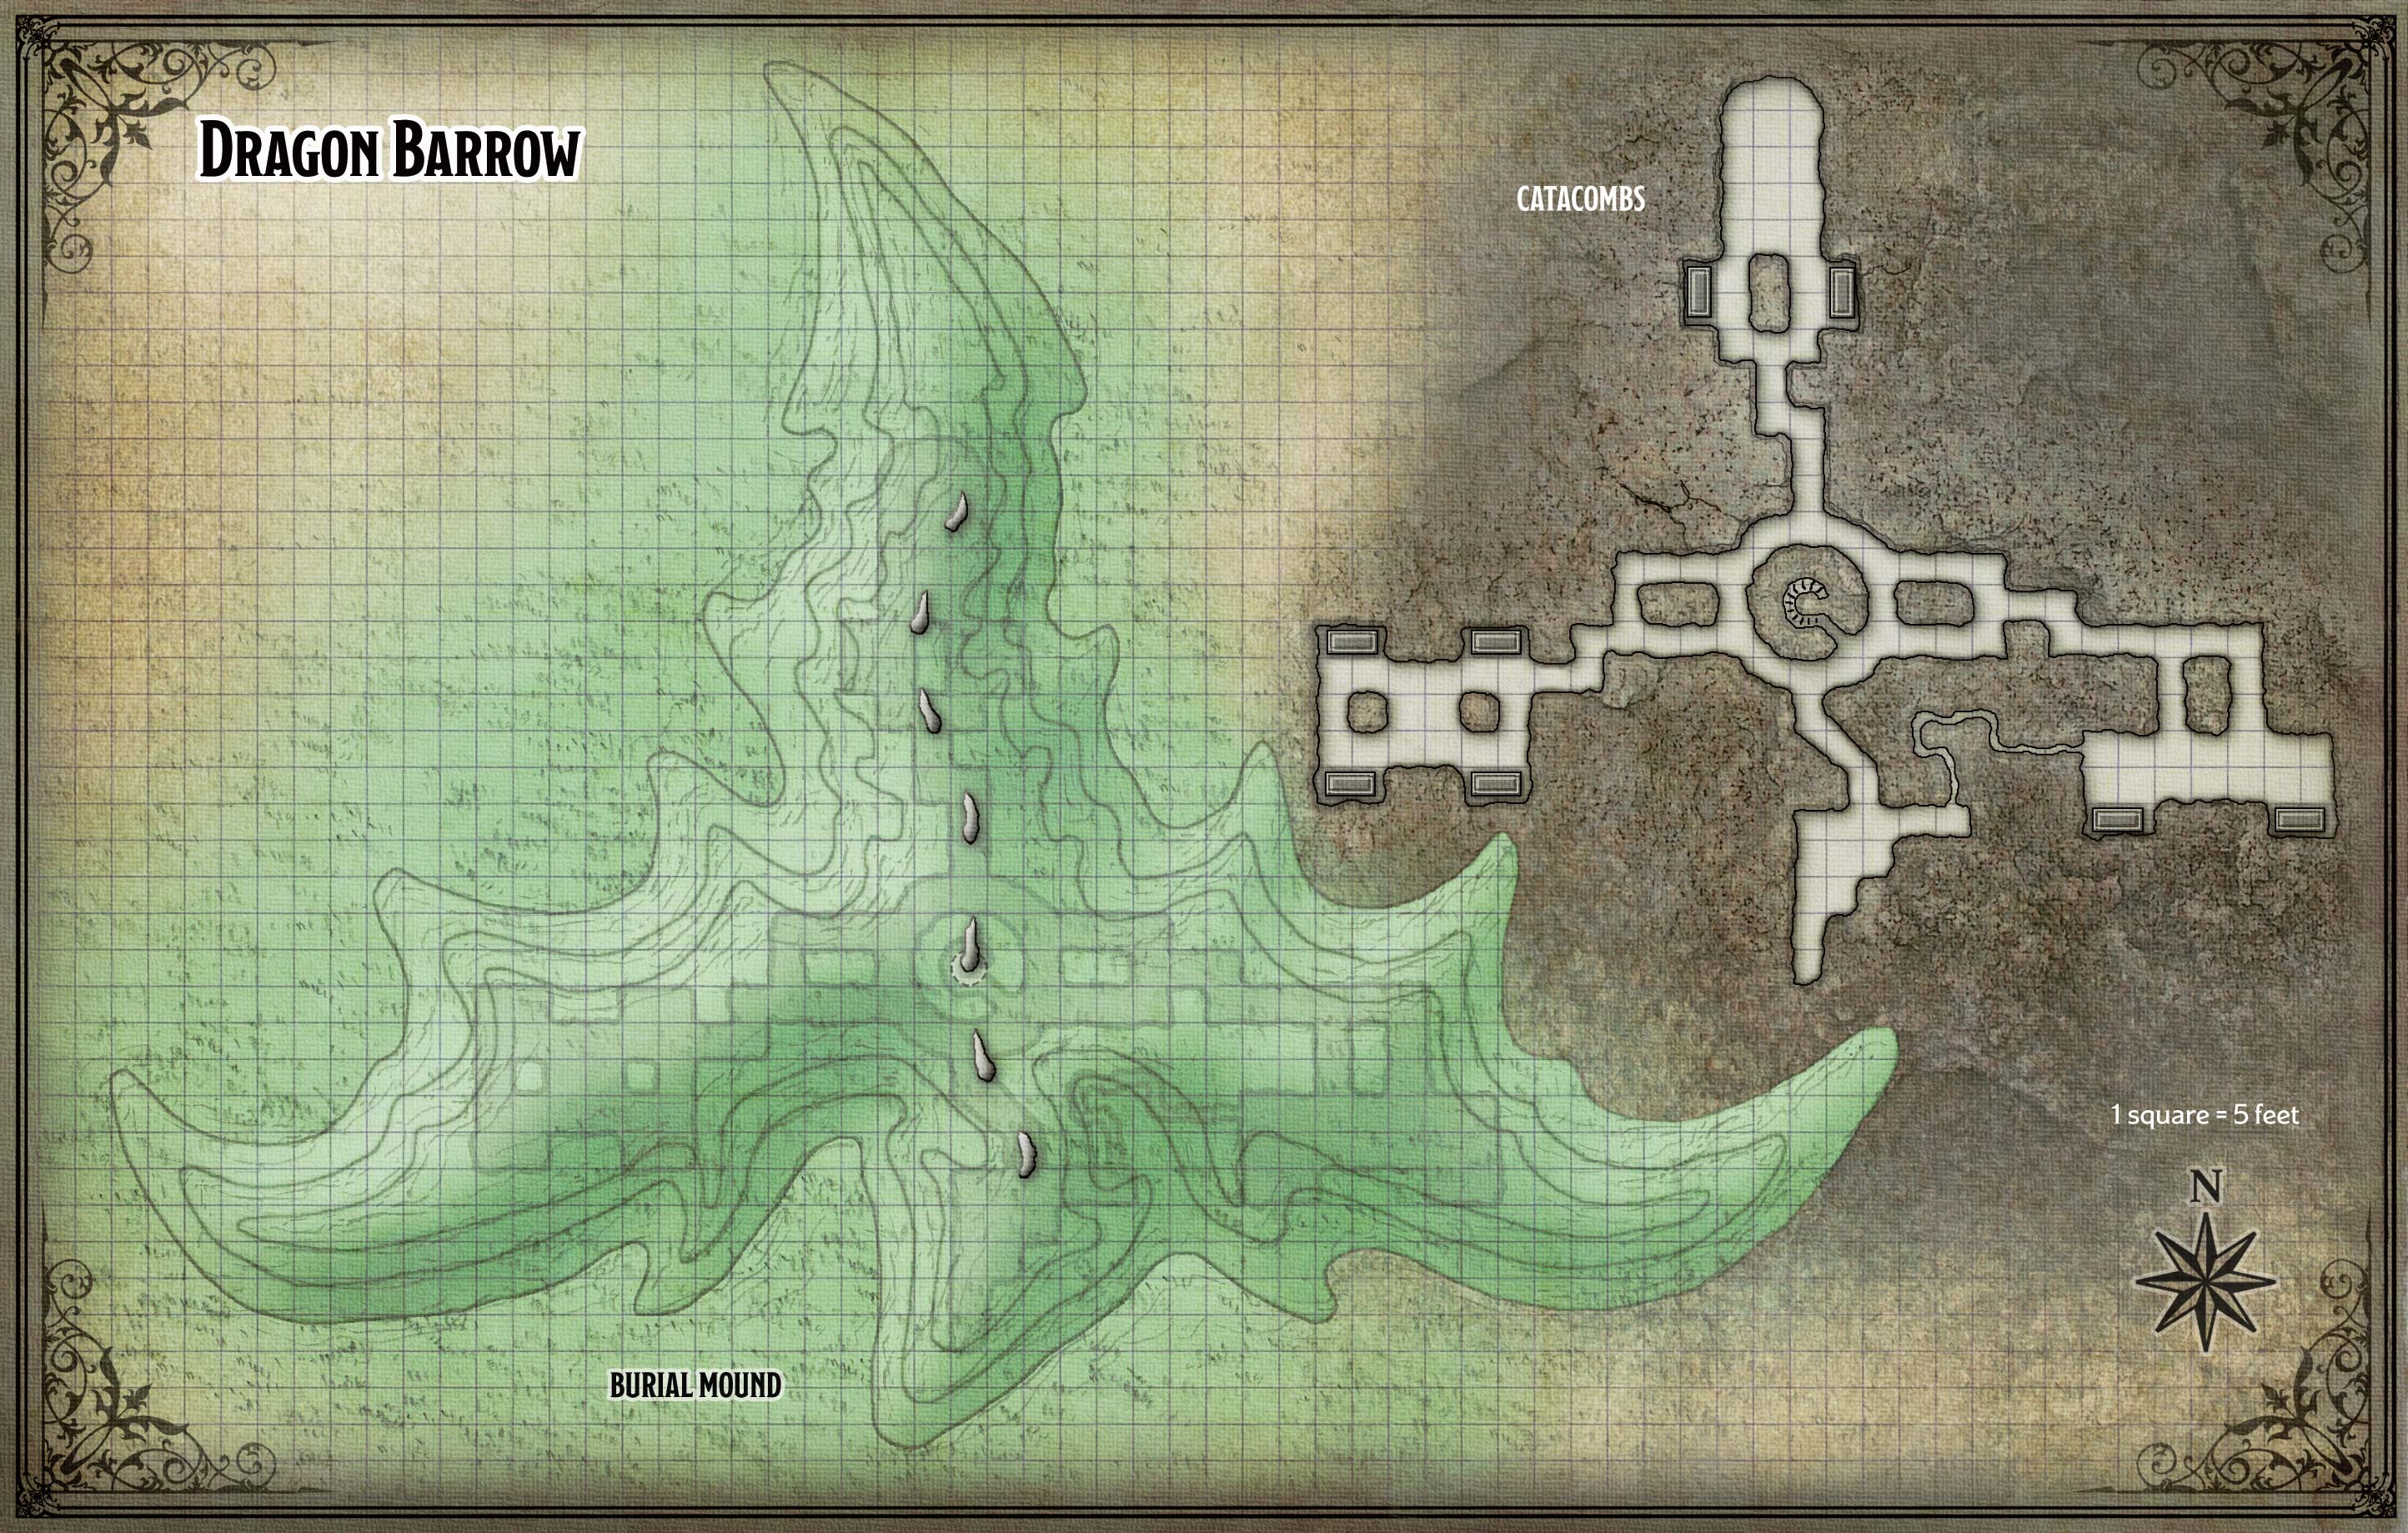 DRAGON BARROW
CATACOMBS
1 square = 5 feet
N
BURIAL MOUND